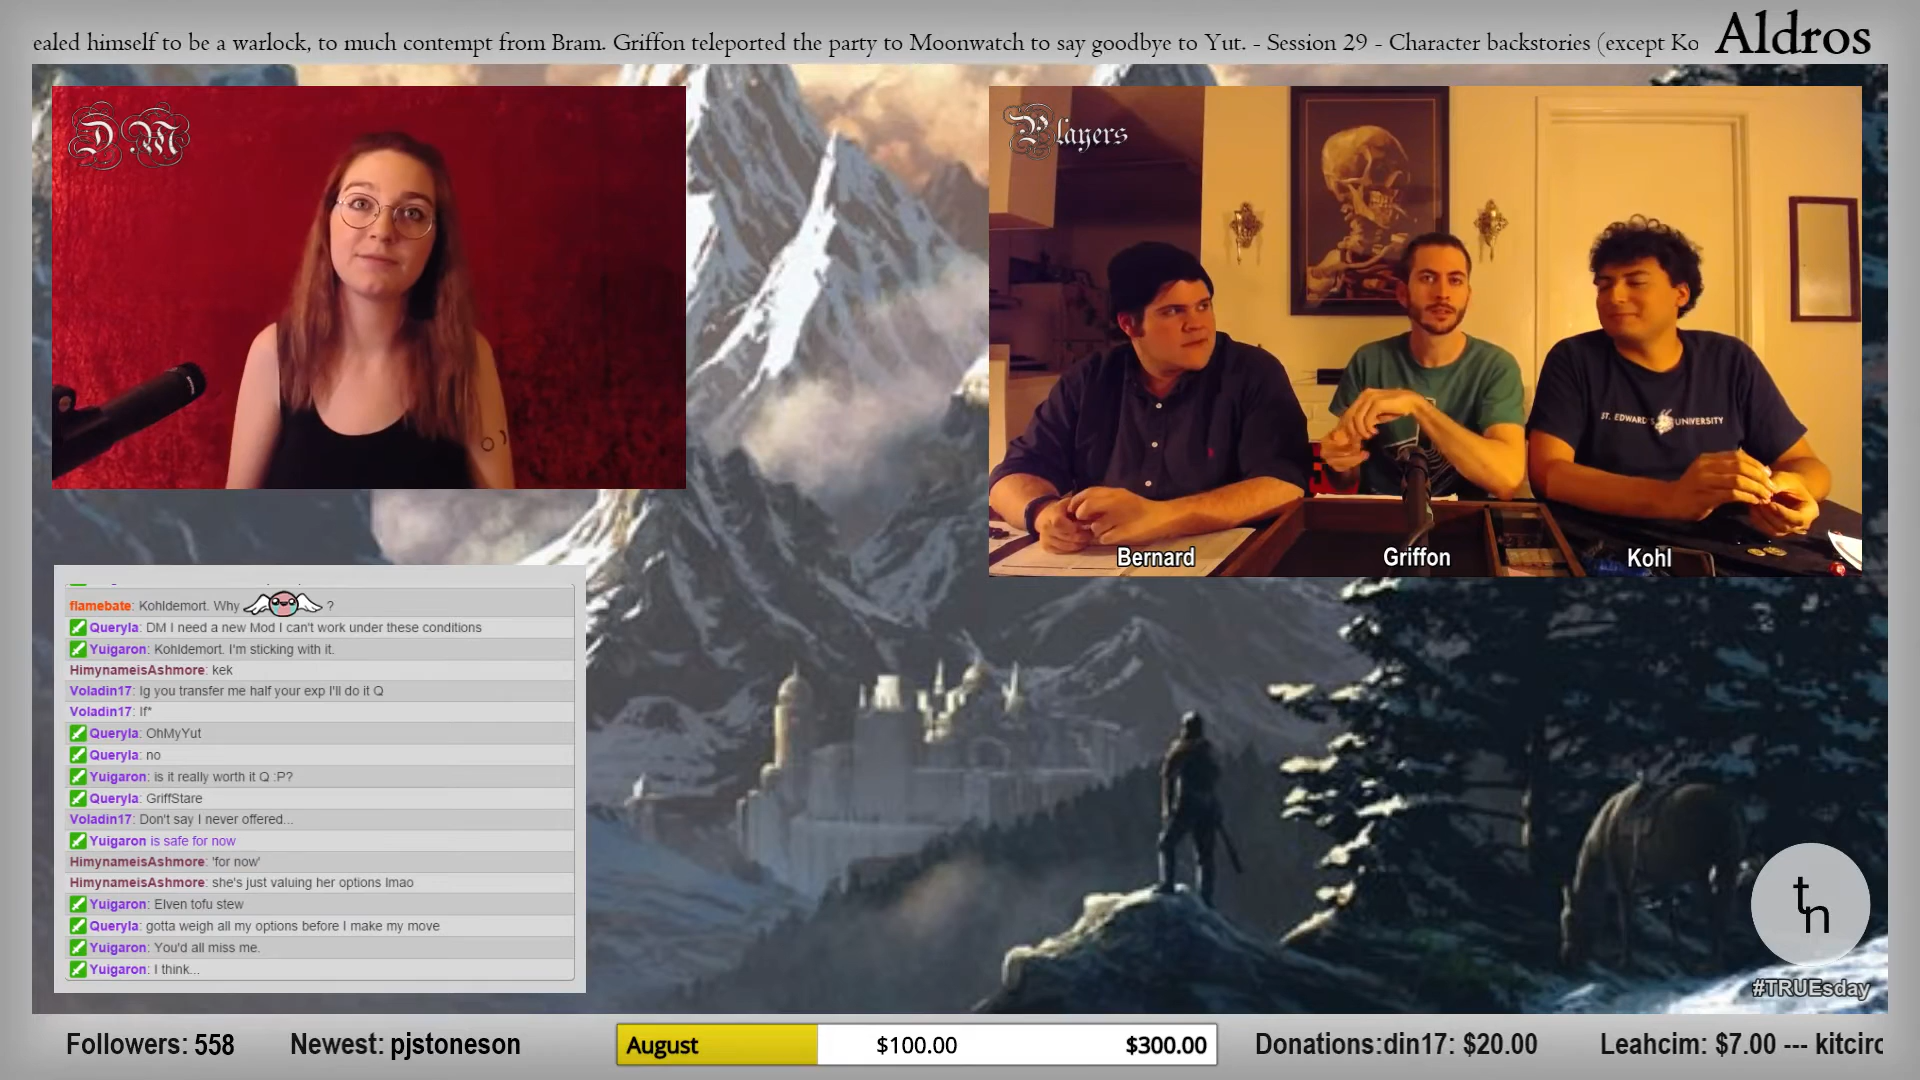 ealed himself to be a warlock, to much contempt from Bram. Griffon teleported the party to Moonwatch to say goodbye to Yut. - Session 29 - Character backstories (except Ko
Aldros
DM
Players
ST. EDWARD'S UNIVERSITY
Bernard
Griffon
Kohl
flamebate: Kohldemort. Why ?
Queryla: DM I need a new Mod I can't work under these conditions
Yuigaron: Kohldemort. I'm sticking with it.
HimynameisAshmore: kek
Voladin17: Ig you transfer me half your exp I'll do it Q
Voladin17: If*
Queryla: OhMyYut
Queryla: no
Yuigaron: is it really worth it Q :P?
Queryla: GriffStare
Voladin17: Don't say I never offered...
Yuigaron is safe for now
HimynameisAshmore: 'for now'
HimynameisAshmore: she's just valuing her options lmao
Yuigaron: Elven tofu stew
Queryla: gotta weigh all my options before I make my move
Yuigaron: You'd all miss me.
Yuigaron: I think...
tn
#TRUEsday
Followers: 558
Newest: pjstoneson
August
$100.00
$300.00
Donations:din17: $20.00
Leahcim: $7.00 --- kitcirc